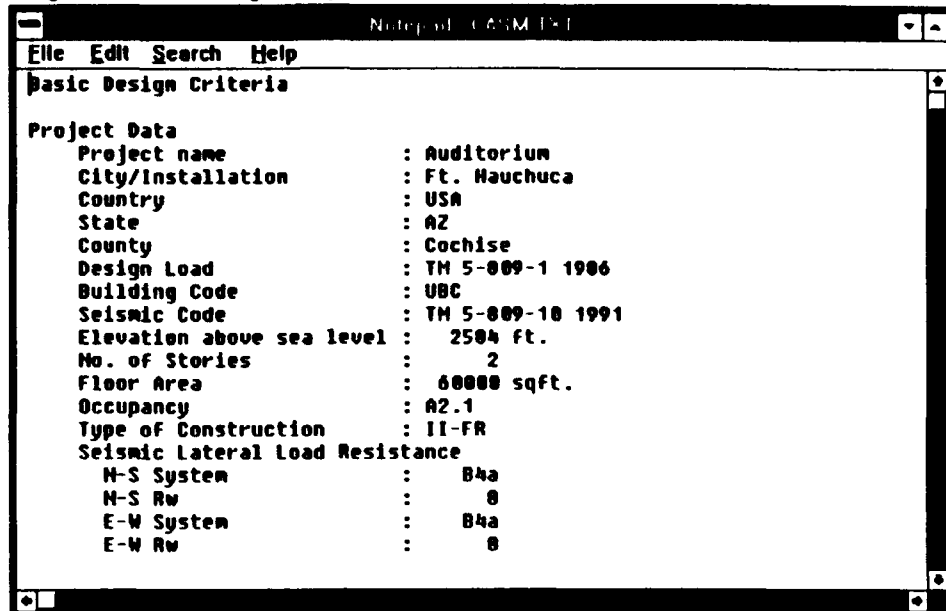 Notepad - CASM.TXT
File Edit Search Help
Basic Design Criteria
Project Data
Project name : Auditorium
City/Installation : Ft. Hauchuca
Country : USA
State : AZ
County : Cochise
Design Load : TM 5-809-1 1986
Building Code : UBC
Seismic Code : TM 5-809-10 1991
Elevation above sea level : ft.
No. of Stories : 2
Floor Area : 60000 sqft.
Occupancy : A2.1
Type of Construction : II-FR
Seismic Lateral Load Resistance
N-S System : B4a
N-S Rw : 8
E-W System : B4a
E-W Rw : 8